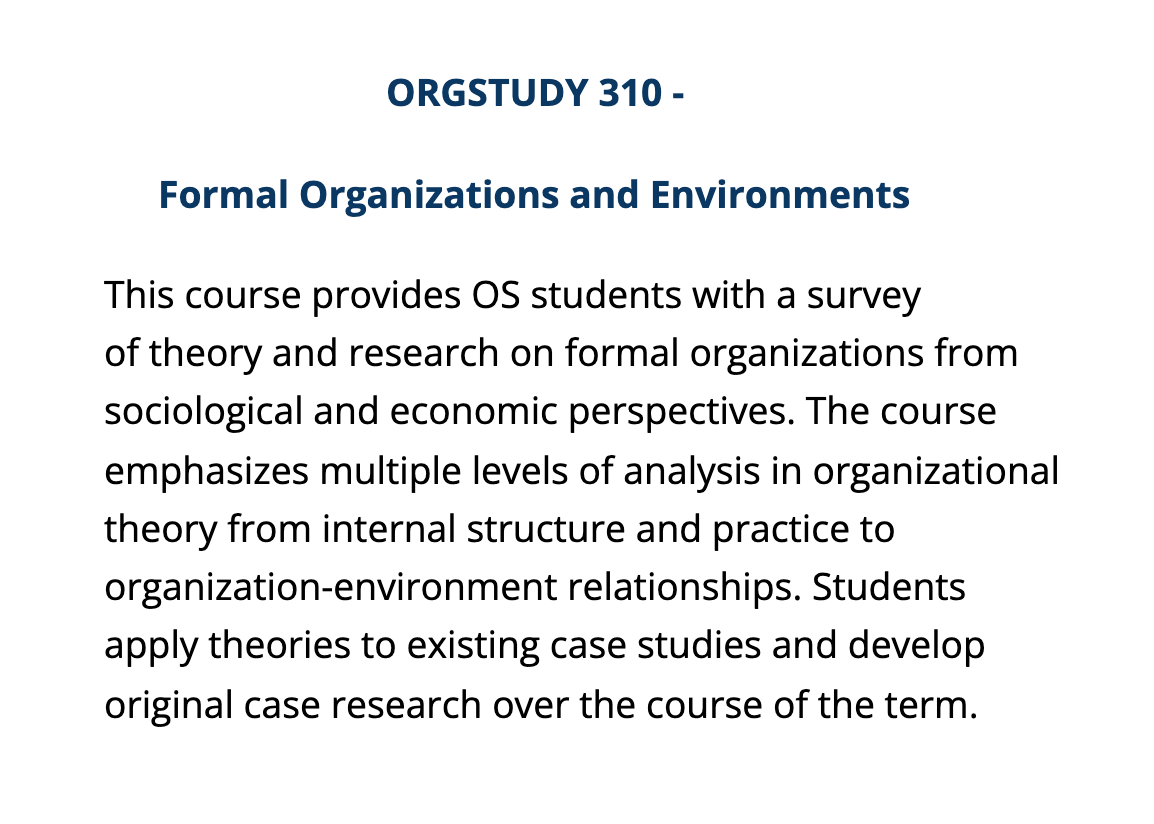 ORGSTUDY 310 -
Formal Organizations and Environments
This course provides OS students with a survey
of theory and research on formal organizations from
sociological and economic perspectives. The course
emphasizes multiple levels of analysis in organizational
theory from internal structure and practice to
organization-environment relationships. Students
apply theories to existing case studies and develop
original case research over the course of the term.